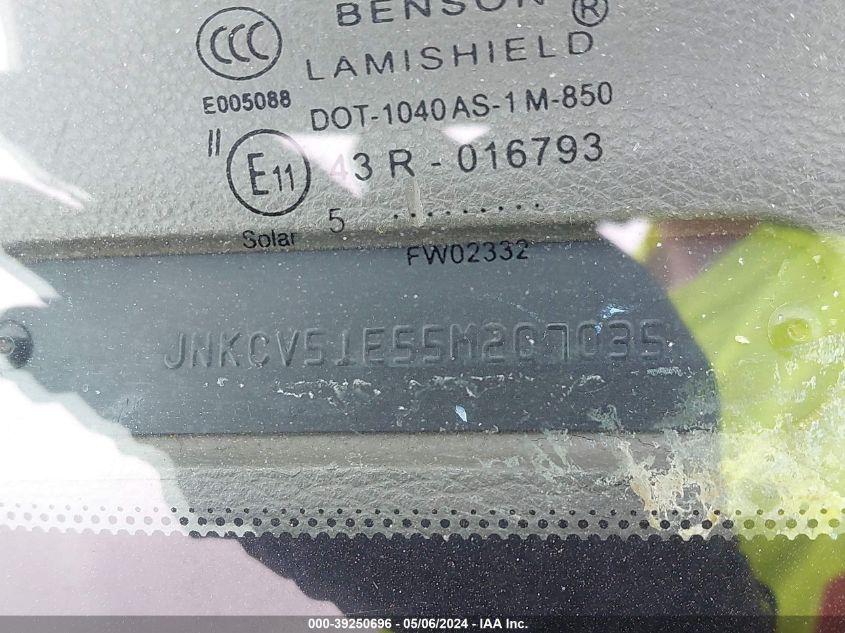 BENSON ®
LAMISHIELD
CCC
E005088
DOT-1040 AS-1 M-850
II
E11 43 R - 016793
5 .........
Solar
FW02332
JNKCV51E55M207035
000-39250696 - 05/06/2024 - IAA Inc.